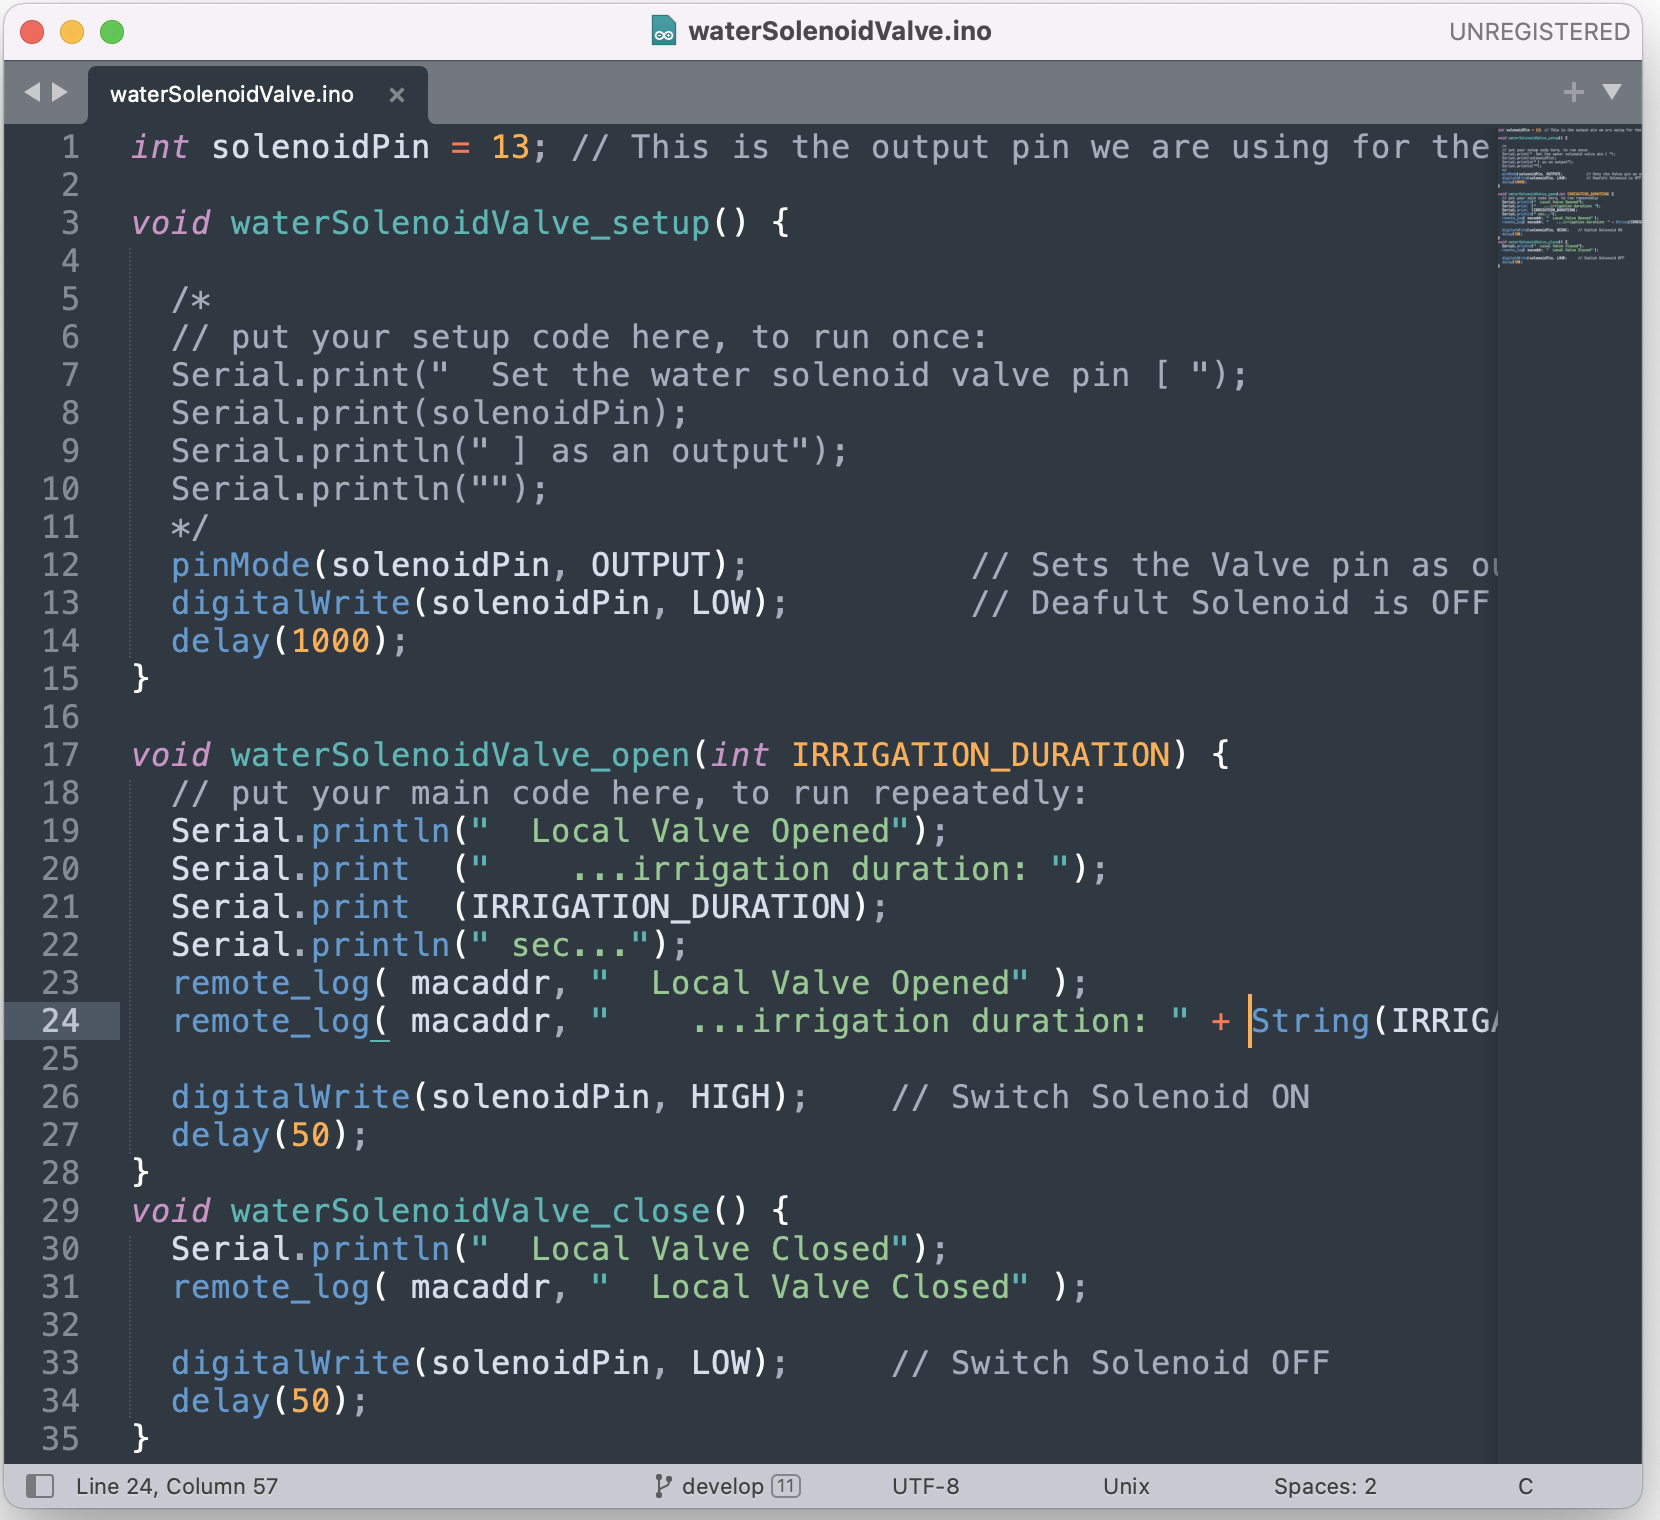 waterSolenoidValve.ino
UNREGISTERED
waterSolenoidValve.ino ×
1 int solenoidPin = 13; // This is the output pin we are using for the
2
3 void waterSolenoidValve_setup() {
4
5   /*
6   // put your setup code here, to run once:
7   Serial.print("  Set the water solenoid valve pin [ ");
8   Serial.print(solenoidPin);
9   Serial.println(" ] as an output");
10   Serial.println("");
11   */
12   pinMode(solenoidPin, OUTPUT);           // Sets the Valve pin as ou
13   digitalWrite(solenoidPin, LOW);         // Deafult Solenoid is OFF
14   delay(1000);
15 }
16
17 void waterSolenoidValve_open(int IRRIGATION_DURATION) {
18   // put your main code here, to run repeatedly:
19   Serial.println("  Local Valve Opened");
20   Serial.print  ("    ...irrigation duration: ");
21   Serial.print  (IRRIGATION_DURATION);
22   Serial.println(" sec...");
23   remote_log( macaddr, "  Local Valve Opened" );
24   remote_log( macaddr, "    ...irrigation duration: " + String(IRRIGA
25
26   digitalWrite(solenoidPin, HIGH);    // Switch Solenoid ON
27   delay(50);
28 }
29 void waterSolenoidValve_close() {
30   Serial.println("  Local Valve Closed");
31   remote_log( macaddr, "  Local Valve Closed" );
32
33   digitalWrite(solenoidPin, LOW);     // Switch Solenoid OFF
34   delay(50);
35 }
Line 24, Column 57
develop 11
UTF-8
Unix
Spaces: 2
C